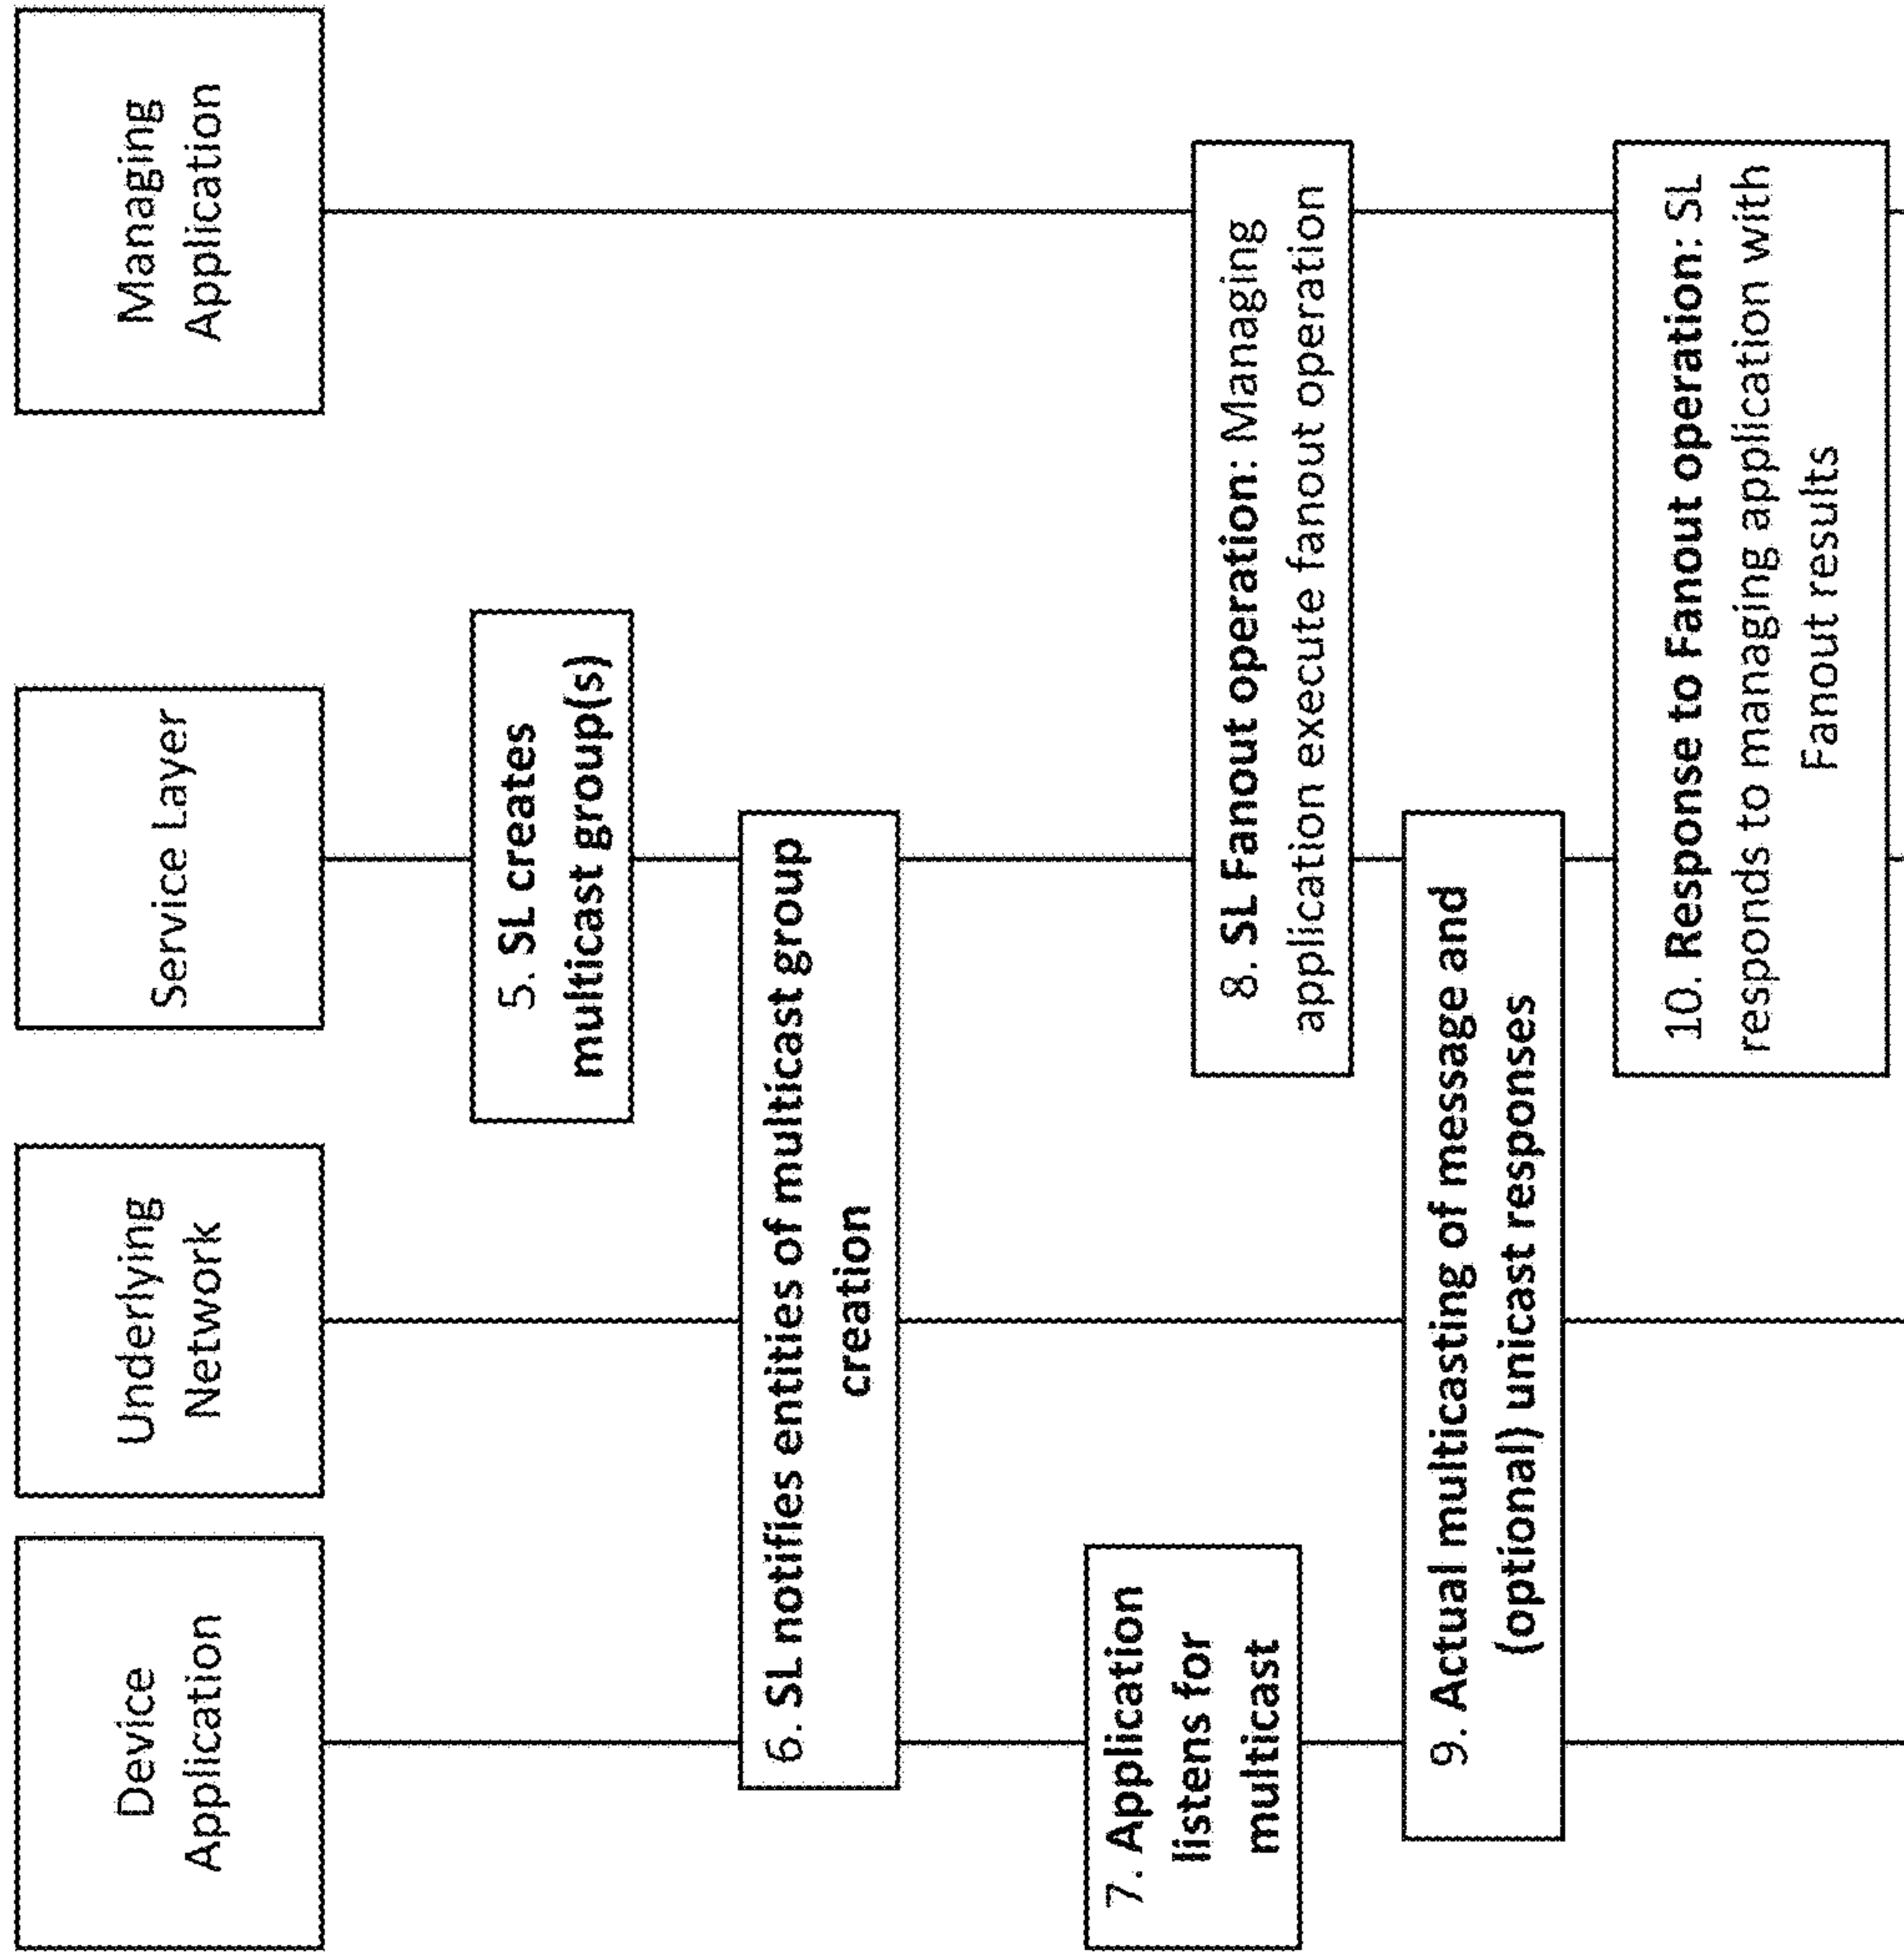 Device
Application
Underlying
Network
Service Layer
Managing
Application
5. SL creates
multicast group(s)
6. SL notifies entities of multicast group
creation
7. Application
listens for
multicast
8. SL Fanout operation: Managing
application execute fanout operation
9. Actual multicasting of message and
(optional) unicast responses
10. Response to Fanout operation: SL
responds to managing application with
Fanout results